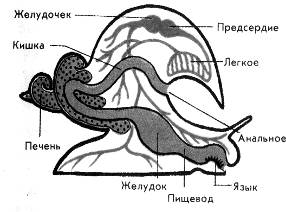 Желудочек
Предсердие
Кишка
Легкое
Печень
Анальное
Желудок
Пищевод
Язык